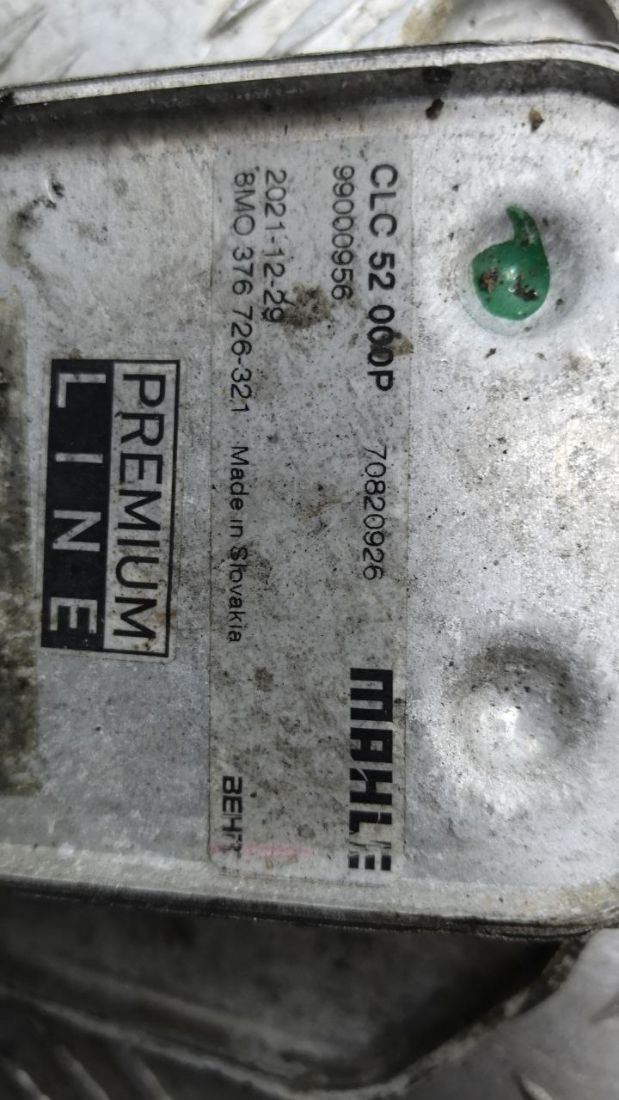 CLC 52 000P 70820926 MAHLE
99000956
2021-12-29
8MO 376 726-321 Made in Slovakia BEHR
PREMIUM
LINE